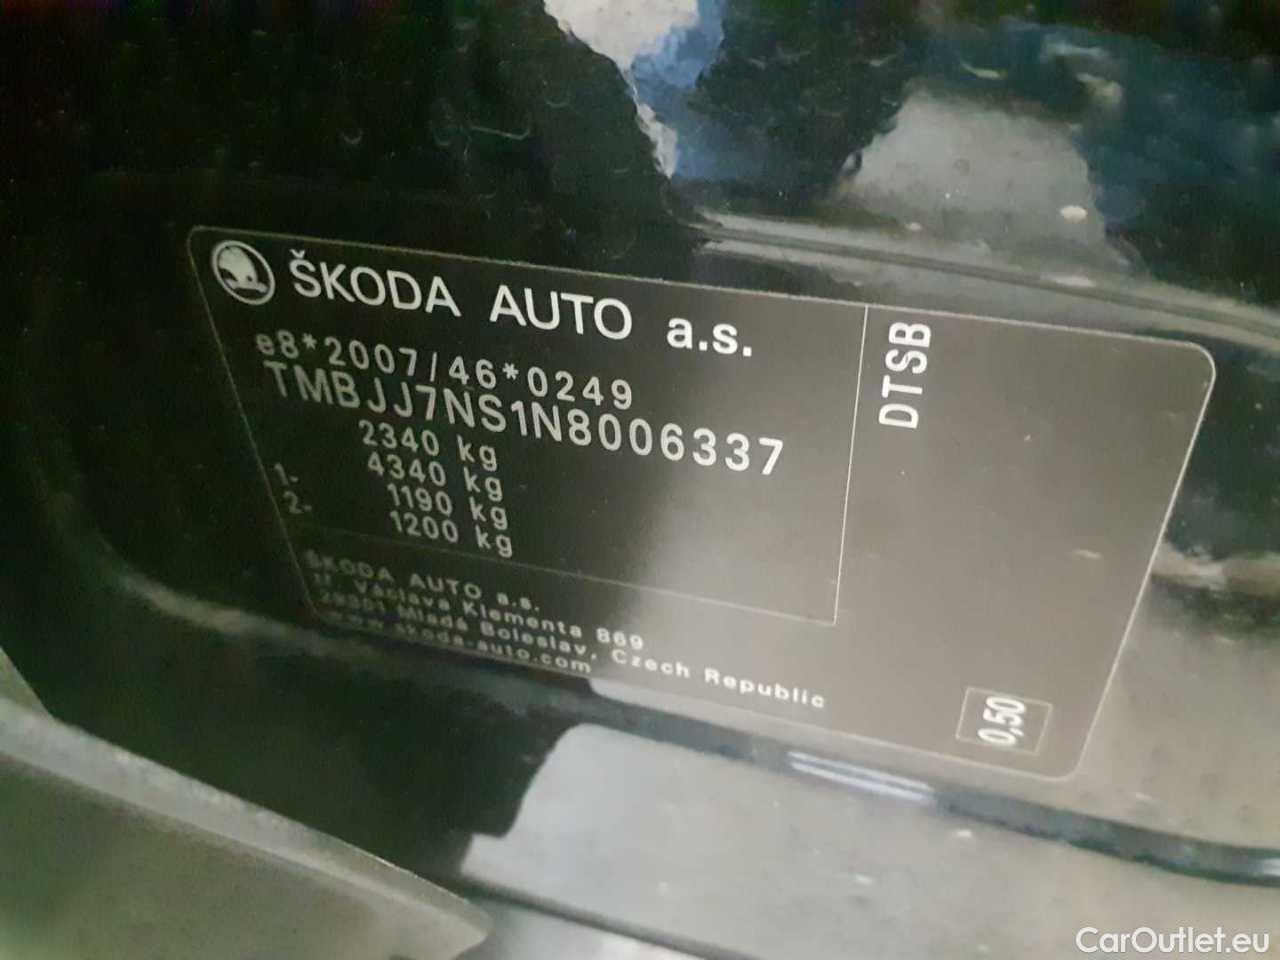 ŠKODA AUTO a.s.
e8*2007/46*0249
TMBJJ7NS1N8006337
2340 kg
4340 kg
1- 1190 kg
2- 1200 kg
ŠKODA AUTO a.s.
tř. Václava Klementa 869
29301 Mladá Boleslav, Czech Republic
www.skoda-auto.com
DTSB
0,50
CarOutlet.eu